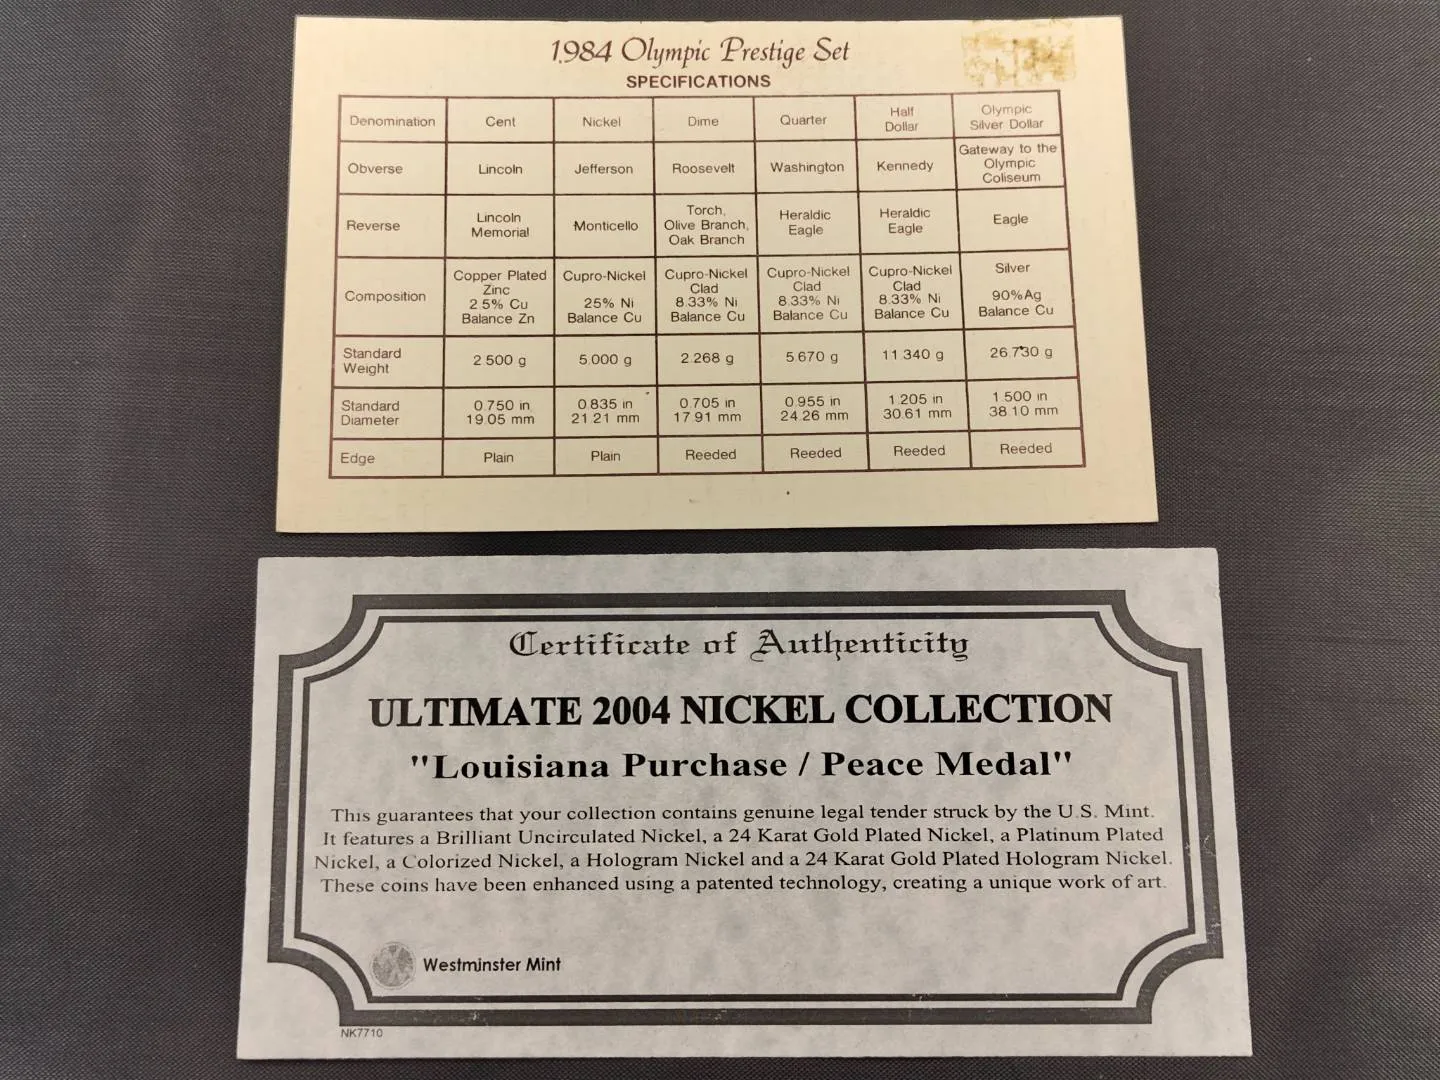 1984 Olympic Prestige Set
SPECIFICATIONS
Denomination Cent Nickel Dime Quarter Half Dollar Olympic Silver Dollar
Obverse Lincoln Jefferson Roosevelt Washington Kennedy Gateway to the Olympic Coliseum
Reverse Lincoln Memorial Monticello Torch, Olive Branch, Oak Branch Heraldic Eagle Heraldic Eagle Eagle
Composition Copper Plated Zinc 2.5% Cu Balance Zn Cupro-Nickel 25% Ni Balance Cu Cupro-Nickel Clad 8.33% Ni Balance Cu Cupro-Nickel Clad 8.33% Ni Balance Cu Cupro-Nickel Clad 8.33% Ni Balance Cu Silver 90%Ag Balance Cu
Standard Weight 2.500 g 5.000 g 2.268 g 5.670 g 11.340 g 26.730 g
Standard Diameter 0.750 in 19.05 mm 0.835 in 21.21 mm 0.705 in 17.91 mm 0.955 in 24.26 mm 1.205 in 30.61 mm 1.500 in 38.10 mm
Edge Plain Plain Reeded Reeded Reeded Reeded
Certificate of Authenticity
ULTIMATE 2004 NICKEL COLLECTION
"Louisiana Purchase / Peace Medal"
This guarantees that your collection contains genuine legal tender struck by the U.S. Mint.
It features a Brilliant Uncirculated Nickel, a 24 Karat Gold Plated Nickel, a Platinum Plated
Nickel, a Colorized Nickel, a Hologram Nickel and a 24 Karat Gold Plated Hologram Nickel.
These coins have been enhanced using a patented technology, creating a unique work of art.
Westminster Mint
NK7710